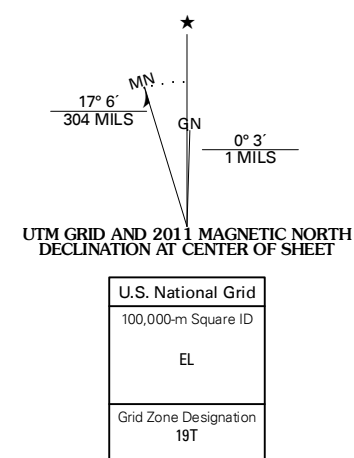 ★
MN
17° 6´
304 MILS
GN
0° 3´
1 MILS
UTM GRID AND 2011 MAGNETIC NORTH
DECLINATION AT CENTER OF SHEET
U.S. National Grid
100,000-m Square ID
EL
Grid Zone Designation
19T